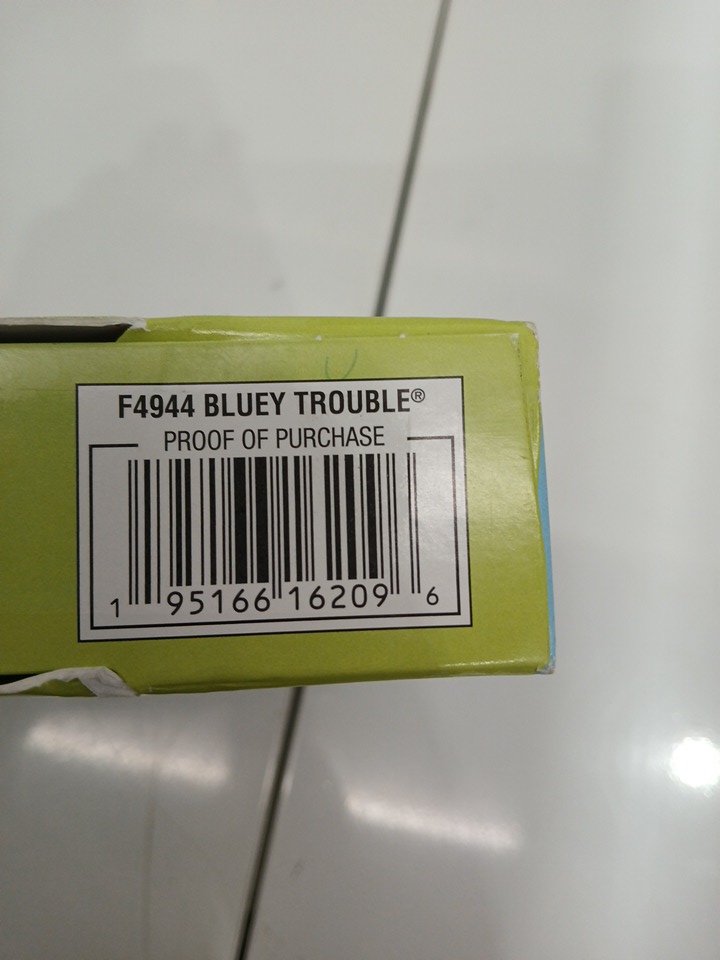 F4944 BLUEY TROUBLE®
PROOF OF PURCHASE
1 95166 16209 6